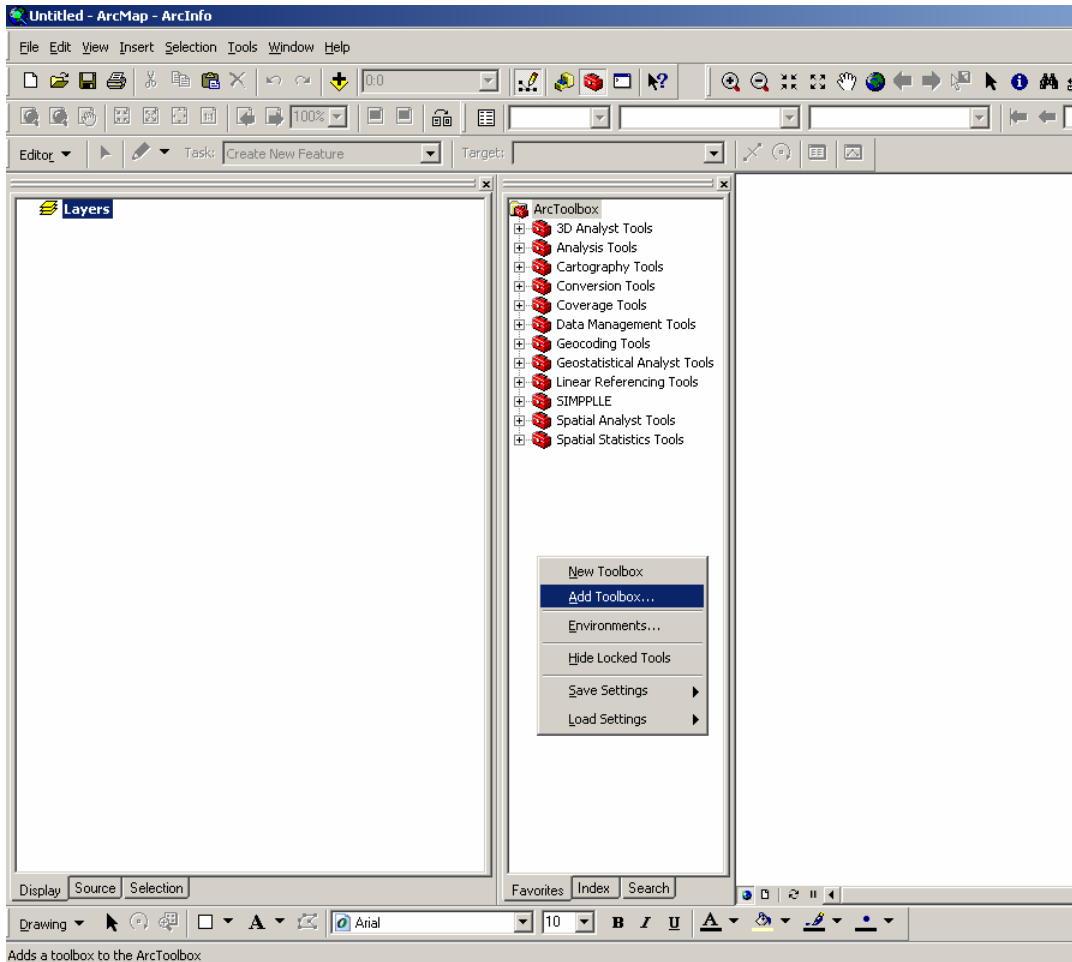 Untitled - ArcMap - ArcInfo
File Edit View Insert Selection Tools Window Help
0:0
100%
Editor Task: Create New Feature Target:
Layers
ArcToolbox
3D Analyst Tools
Analysis Tools
Cartography Tools
Conversion Tools
Coverage Tools
Data Management Tools
Geocoding Tools
Geostatistical Analyst Tools
Linear Referencing Tools
SIMPPLLE
Spatial Analyst Tools
Spatial Statistics Tools
New Toolbox
Add Toolbox...
Environments...
Hide Locked Tools
Save Settings
Load Settings
Display Source Selection
Favorites Index Search
Drawing A Arial 10 B I U A
Adds a toolbox to the ArcToolbox